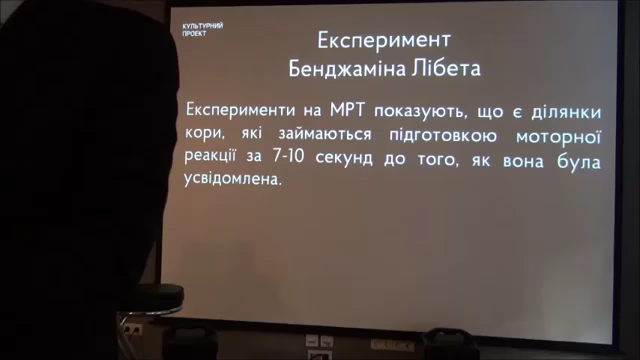 КУЛЬТУРНИЙ
ПРОЕКТ
Експеримент
Бенджаміна Лібета
Експерименти на МРТ показують, що є ділянки
кори, які займаються підготовкою моторної
реакції за 7-10 секунд до того, як вона була
усвідомлена.